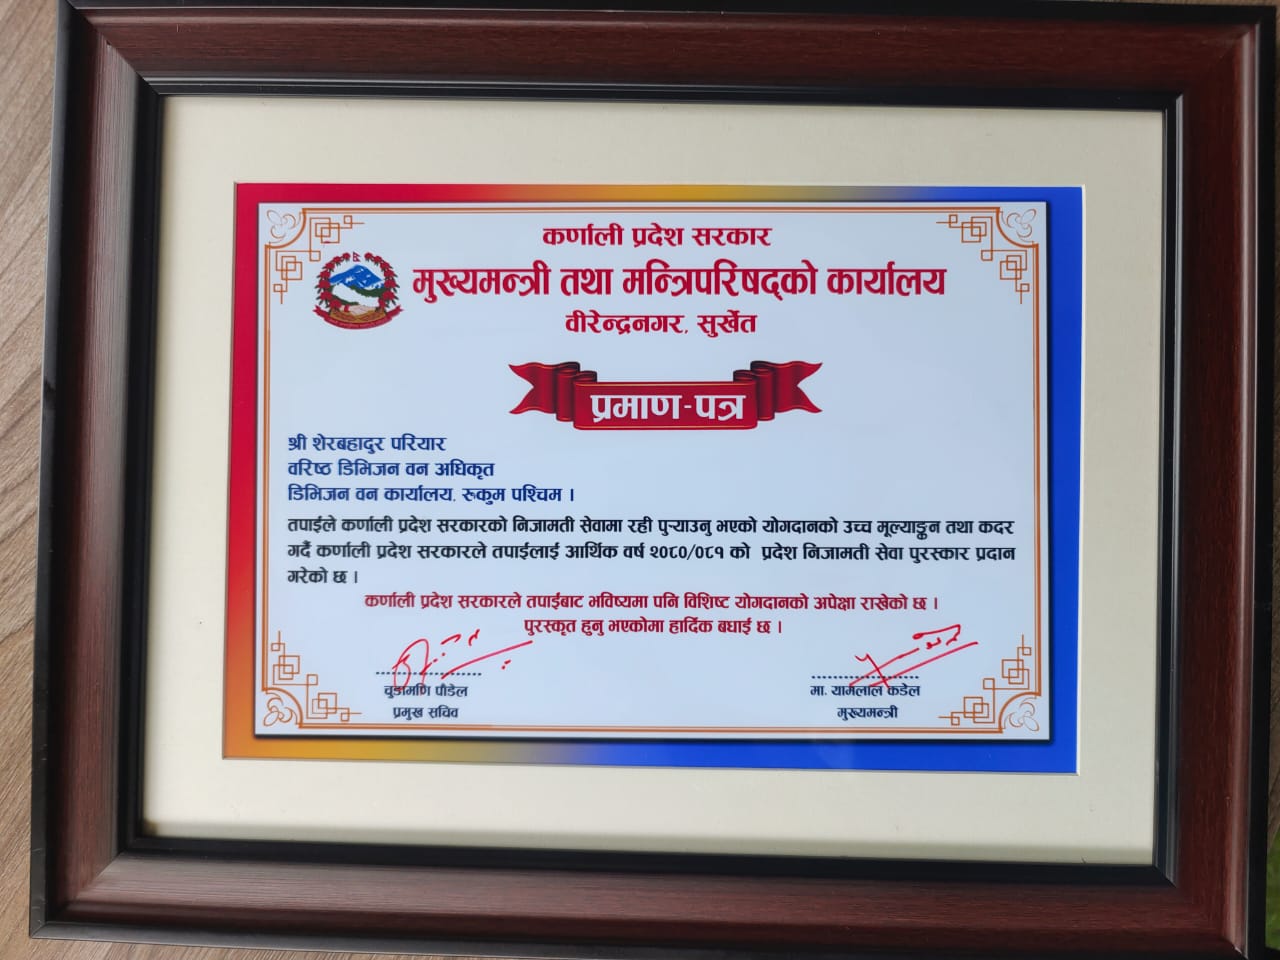 कर्णाली प्रदेश सरकार
मुख्यमन्त्री तथा मन्त्रिपरिषद्को कार्यालय
वीरेन्द्रनगर, सुर्खेत
प्रमाण-पत्र
श्री शेरबहादुर परियार
वरिष्ठ डिभिजन वन अधिकृत
डिभिजन वन कार्यालय, रुकुम पश्चिम ।
तपाईले कर्णाली प्रदेश सरकारको निजामती सेवामा रही पुऱ्याउनु भएको योगदानको उच्च मूल्याङ्कन तथा कदर
गर्दै कर्णाली प्रदेश सरकारले तपाईलाई आर्थिक वर्ष २०८०/०८१ को प्रदेश निजामती सेवा पुरस्कार प्रदान
गरेको छ ।
कर्णाली प्रदेश सरकारले तपाईबाट भविष्यमा पनि विशिष्ट योगदानको अपेक्षा राखेको छ ।
पुरस्कृत हुनु भएकोमा हार्दिक बधाई छ ।
चुडामणि पौडेल
प्रमुख सचिव
मा. यामलाल कडेल
मुख्यमन्त्री